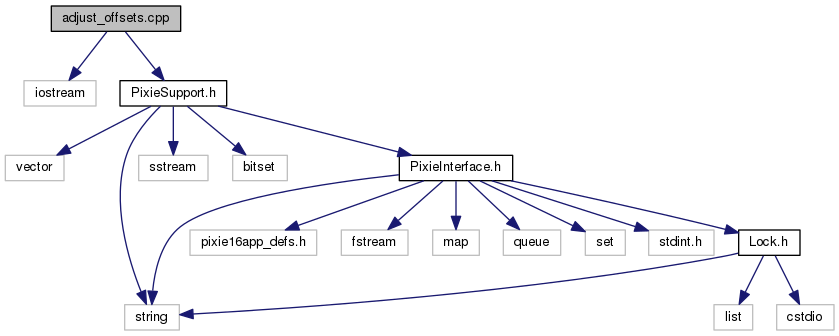 adjust_offsets.cpp
iostream
PixieSupport.h
vector
sstream
bitset
PixieInterface.h
pixie16app_defs.h
fstream
map
queue
set
stdint.h
Lock.h
string
list
cstdio